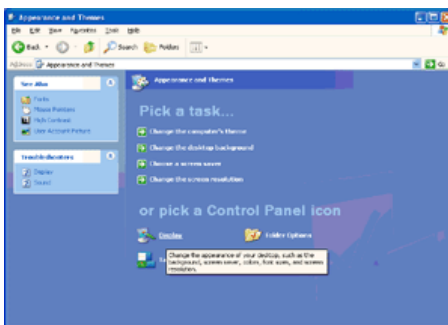 Appearance and Themes
File Edit View Favorites Tools Help
Back Search Folders
Address Appearance and Themes Go
See Also
Fonts
Mouse Pointers
High Contrast
User Account Picture
Troubleshooters
Display
Sound
Appearance and Themes
Pick a task...
Change the computer's theme
Change the desktop background
Choose a screen saver
Change the screen resolution
or pick a Control Panel icon
Display
Folder Options
Change the appearance of your desktop, such as the
background, screen saver, colors, font sizes, and screen
resolution.